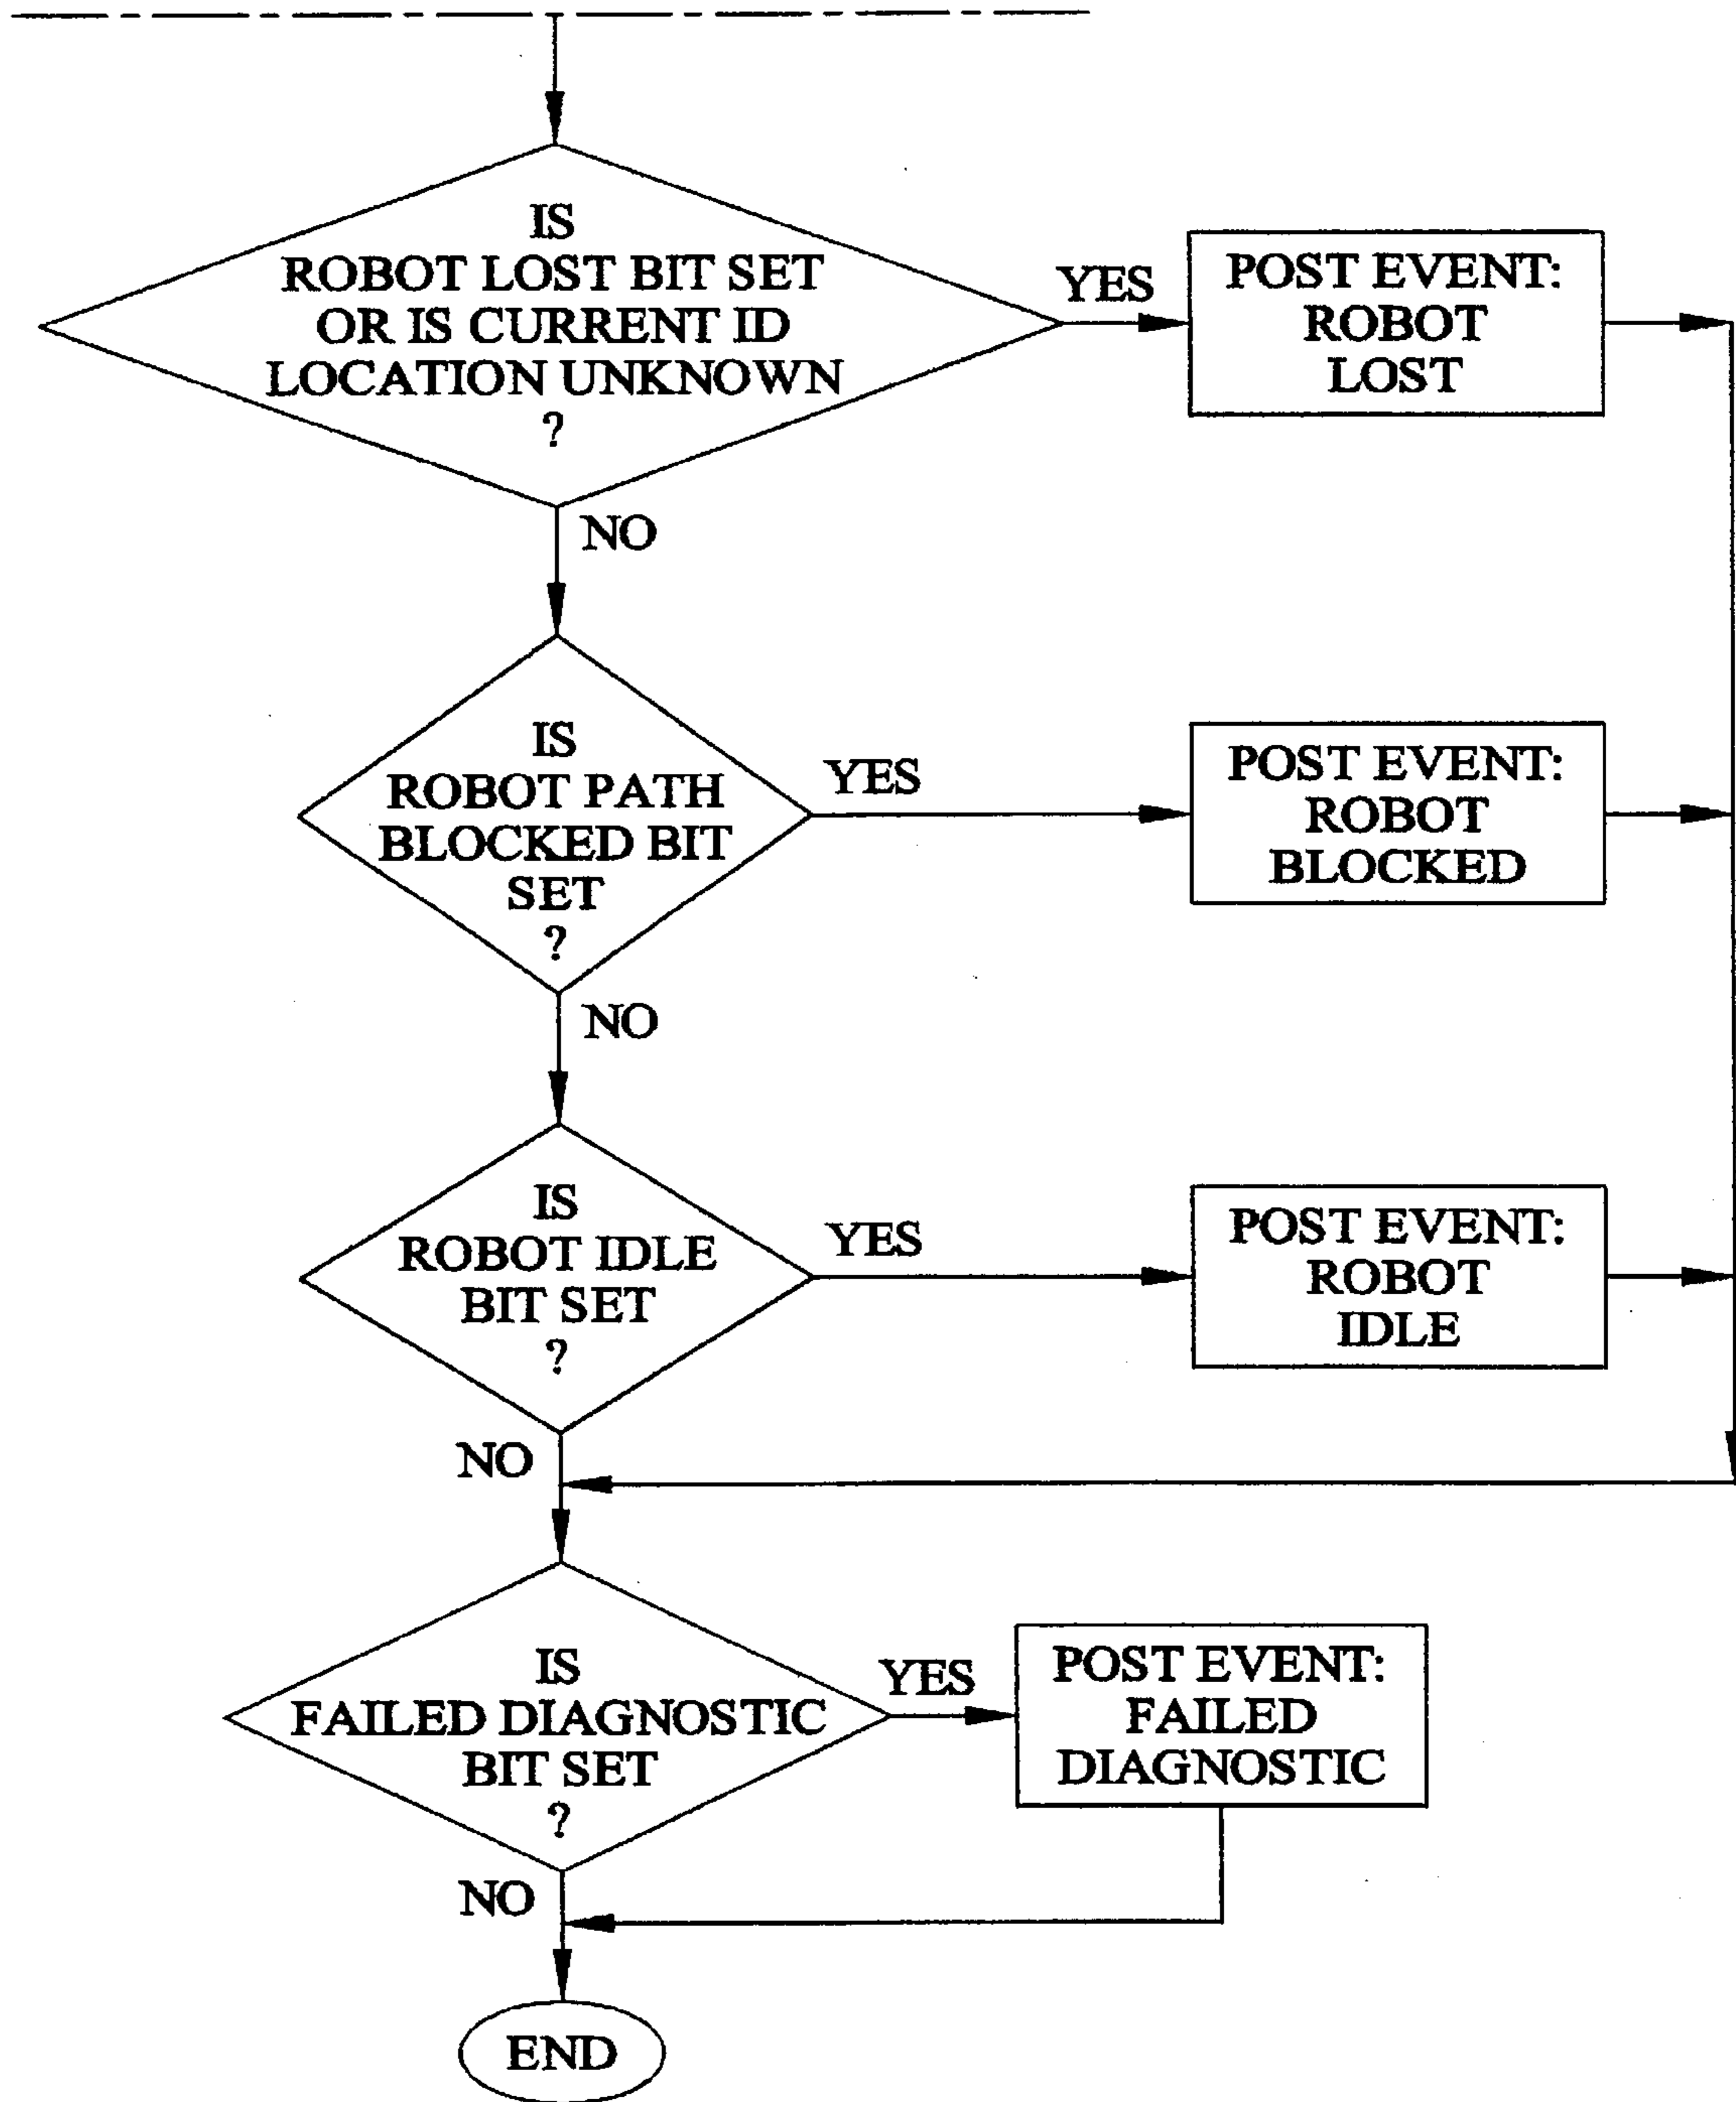 IS
ROBOT LOST BIT SET
OR IS CURRENT ID
LOCATION UNKNOWN
?
YES
POST EVENT:
ROBOT
LOST
NO
IS
ROBOT PATH
BLOCKED BIT
SET
?
YES
POST EVENT:
ROBOT
BLOCKED
NO
IS
ROBOT IDLE
BIT SET
?
YES
POST EVENT:
ROBOT
IDLE
NO
IS
FAILED DIAGNOSTIC
BIT SET
?
YES
POST EVENT:
FAILED
DIAGNOSTIC
NO
END